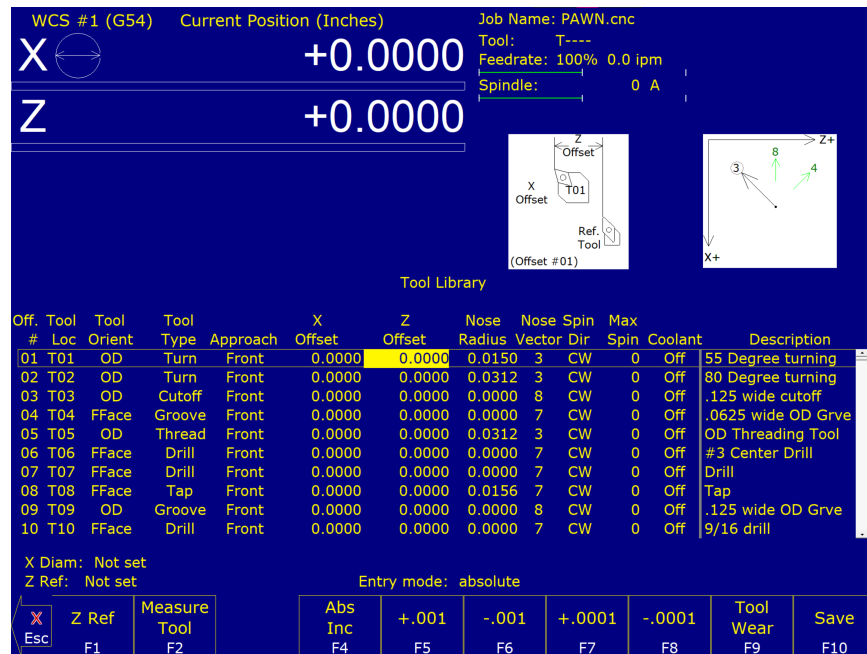 WCS #1 (G54) Current Position (Inches)
X +0.0000
Z +0.0000
Job Name: PAWN.cnc
Tool: T----
Feedrate: 100% 0.0 ipm
Spindle: 0 A
Z
Offset
X
Offset
T01
Ref.
Tool
(Offset #01)
Z+
8
3
4
X+
Tool Library
Off. Tool Tool Tool X Z Nose Nose Spin Max
# Loc Orient Type Approach Offset Offset Radius Vector Dir Spin Coolant Description
01 T01 OD Turn Front 0.0000 0.0000 0.0150 3 CW 0 Off 55 Degree turning
02 T02 OD Turn Front 0.0000 0.0000 0.0312 3 CW 0 Off 80 Degree turning
03 T03 OD Cutoff Front 0.0000 0.0000 0.0000 8 CW 0 Off .125 wide cutoff
04 T04 FFace Groove Front 0.0000 0.0000 0.0000 7 CW 0 Off .0625 wide OD Grve
05 T05 OD Thread Front 0.0000 0.0000 0.0312 3 CW 0 Off OD Threading Tool
06 T06 FFace Drill Front 0.0000 0.0000 0.0000 7 CW 0 Off #3 Center Drill
07 T07 FFace Drill Front 0.0000 0.0000 0.0000 7 CW 0 Off Drill
08 T08 FFace Tap Front 0.0000 0.0000 0.0156 7 CW 0 Off Tap
09 T09 OD Groove Front 0.0000 0.0000 0.0000 8 CW 0 Off .125 wide OD Grve
10 T10 FFace Drill Front 0.0000 0.0000 0.0000 7 CW 0 Off 9/16 drill
X Diam: Not set
Z Ref: Not set Entry mode: absolute
X Esc
Z Ref F1
Measure Tool F2
Abs Inc F4
+.001 F5
-.001 F6
+.0001 F7
-.0001 F8
Tool Wear F9
Save F10